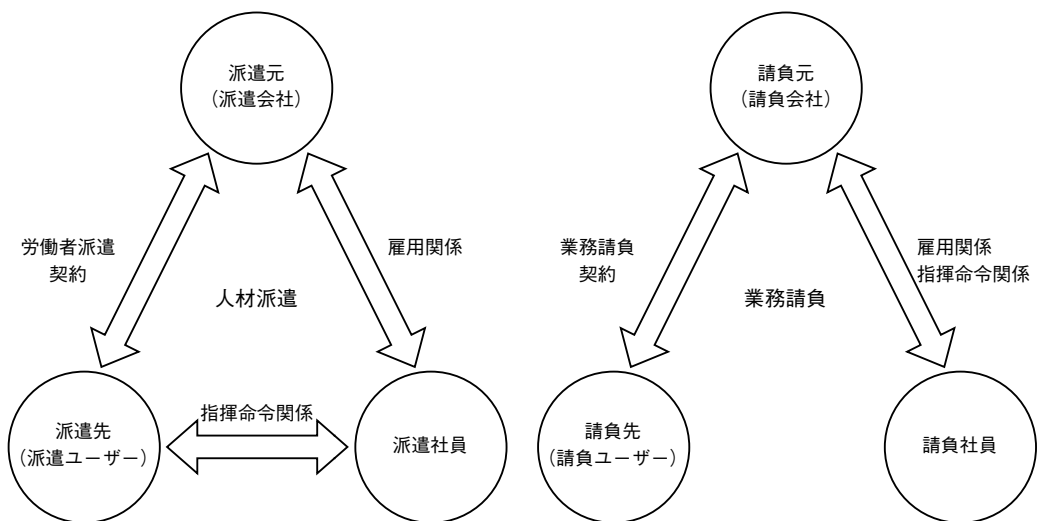 派遣元
（派遣会社）
労働者派遣
契約
雇用関係
人材派遣
指揮命令関係
派遣先
（派遣ユーザー）
派遣社員
請負元
（請負会社）
業務請負
契約
雇用関係
指揮命令関係
業務請負
請負先
（請負ユーザー）
請負社員